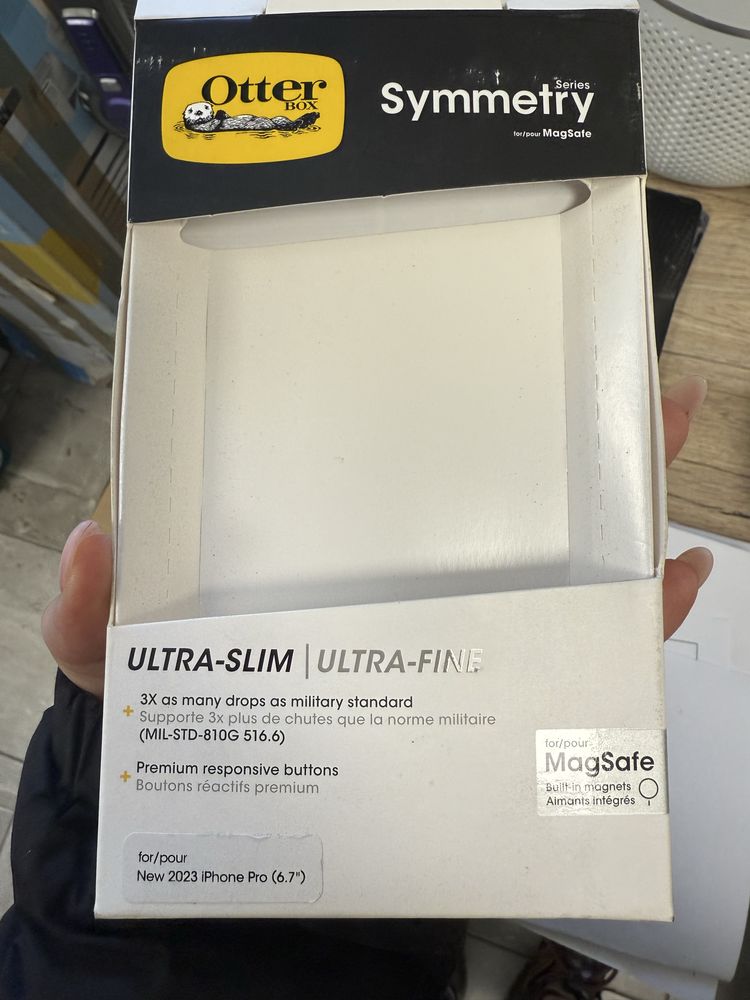 Otter
BOX
Symmetry
Series
for/pour MagSafe
ULTRA-SLIM | ULTRA-FINE
+ 3X as many drops as military standard
Supporte 3x plus de chutes que la norme militaire
(MIL-STD-810G 516.6)
+ Premium responsive buttons
Boutons réactifs premium
for/pour
MagSafe
Built-in magnets
Aimants intégrés
for/pour
New 2023 iPhone Pro (6.7")